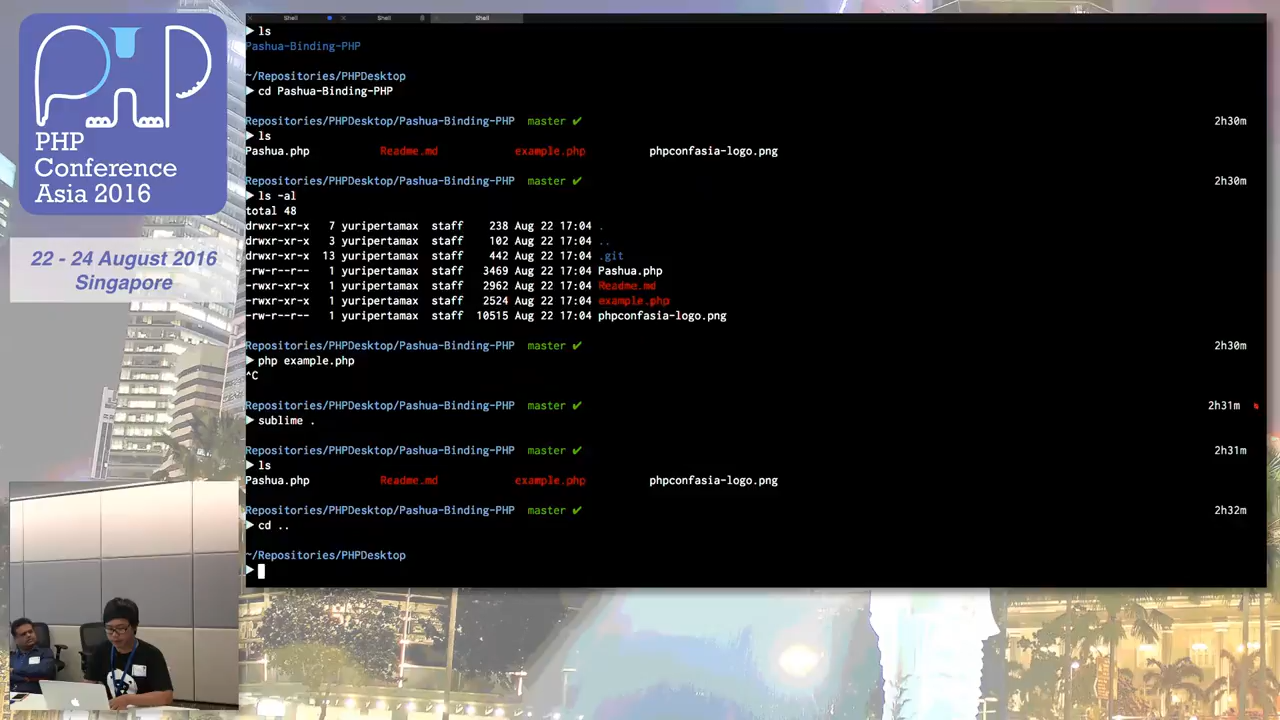 PHP
Conference
Asia 2016
22 - 24 August 2016
Singapore
Shell Shell Shell
ls
Pashua-Binding-PHP
~/Repositories/PHPDesktop
cd Pashua-Binding-PHP
Repositories/PHPDesktop/Pashua-Binding-PHP master ✔ 2h30m
ls
Pashua.php Readme.md example.php phpconfasia-logo.png
Repositories/PHPDesktop/Pashua-Binding-PHP master ✔ 2h30m
ls -al
total 48
drwxr-xr-x 7 yuripertamax staff 238 Aug 22 17:04 .
drwxr-xr-x 3 yuripertamax staff 102 Aug 22 17:04 ..
drwxr-xr-x 13 yuripertamax staff 442 Aug 22 17:04 .git
-rw-r--r-- 1 yuripertamax staff 3469 Aug 22 17:04 Pashua.php
-rwxr-xr-x 1 yuripertamax staff 2962 Aug 22 17:04 Readme.md
-rwxr-xr-x 1 yuripertamax staff 2524 Aug 22 17:04 example.php
-rw-r--r-- 1 yuripertamax staff 10515 Aug 22 17:04 phpconfasia-logo.png
Repositories/PHPDesktop/Pashua-Binding-PHP master ✔ 2h30m
php example.php
^C
Repositories/PHPDesktop/Pashua-Binding-PHP master ✔ 2h31m
sublime .
Repositories/PHPDesktop/Pashua-Binding-PHP master ✔ 2h31m
ls
Pashua.php Readme.md example.php phpconfasia-logo.png
Repositories/PHPDesktop/Pashua-Binding-PHP master ✔ 2h32m
cd ..
~/Repositories/PHPDesktop